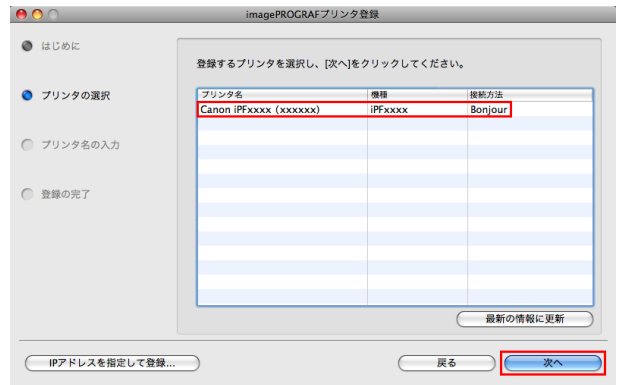 imagePROGRAFプリンタ登録
はじめに
プリンタの選択
プリンタ名の入力
登録の完了
登録するプリンタを選択し、[次へ]をクリックしてください。
プリンタ名 機種 接続方法
Canon iPFxxxx (xxxxxx) iPFxxxx Bonjour
最新の情報に更新
IPアドレスを指定して登録... 戻る 次へ